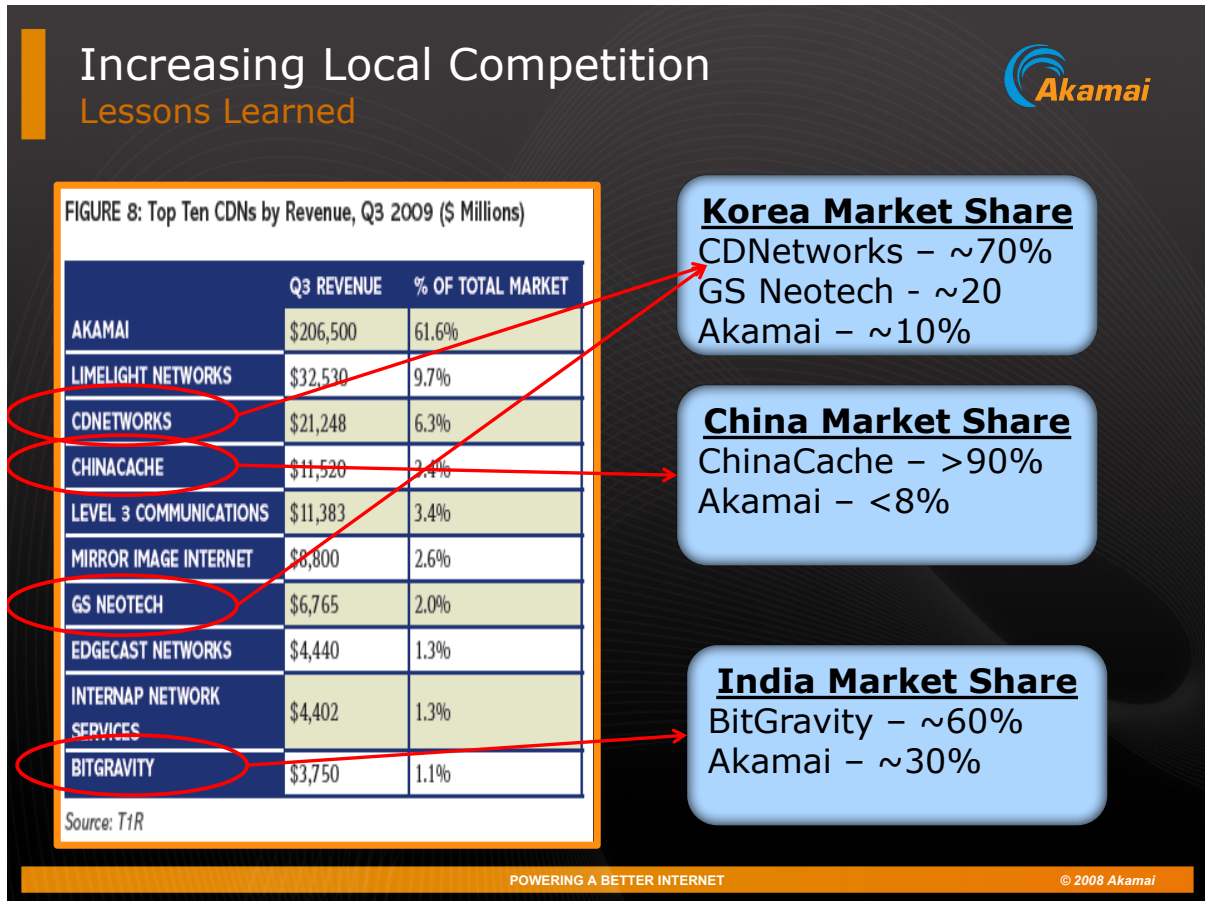 Increasing Local Competition
Lessons Learned
Akamai
FIGURE 8: Top Ten CDNs by Revenue, Q3 2009 ($ Millions)
Q3 REVENUE % OF TOTAL MARKET
AKAMAI $206,500 61.6%
LIMELIGHT NETWORKS $32,530 9.7%
CDNETWORKS $21,248 6.3%
CHINACACHE $11,520 3.4%
LEVEL 3 COMMUNICATIONS $11,383 3.4%
MIRROR IMAGE INTERNET $8,800 2.6%
GS NEOTECH $6,765 2.0%
EDGECAST NETWORKS $4,440 1.3%
INTERNAP NETWORK
SERVICES $4,402 1.3%
BITGRAVITY $3,750 1.1%
Source: T1R
Korea Market Share
CDNetworks – ~70%
GS Neotech - ~20
Akamai – ~10%
China Market Share
ChinaCache – >90%
Akamai – <8%
India Market Share
BitGravity – ~60%
Akamai – ~30%
POWERING A BETTER INTERNET
© 2008 Akamai